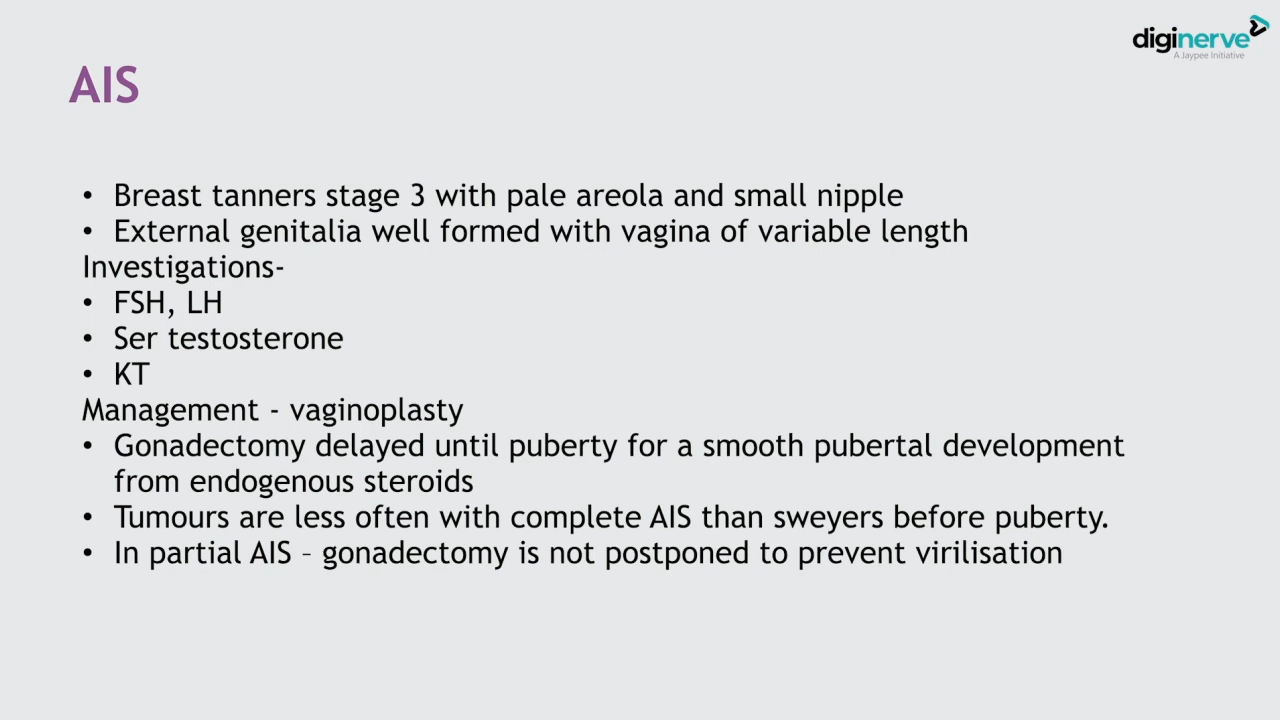 diginerve
A Jaypee Initiative
AIS
• Breast tanners stage 3 with pale areola and small nipple
• External genitalia well formed with vagina of variable length
Investigations-
• FSH, LH
• Ser testosterone
• KT
Management - vaginoplasty
• Gonadectomy delayed until puberty for a smooth pubertal development
from endogenous steroids
• Tumours are less often with complete AIS than sweyers before puberty.
• In partial AIS – gonadectomy is not postponed to prevent virilisation